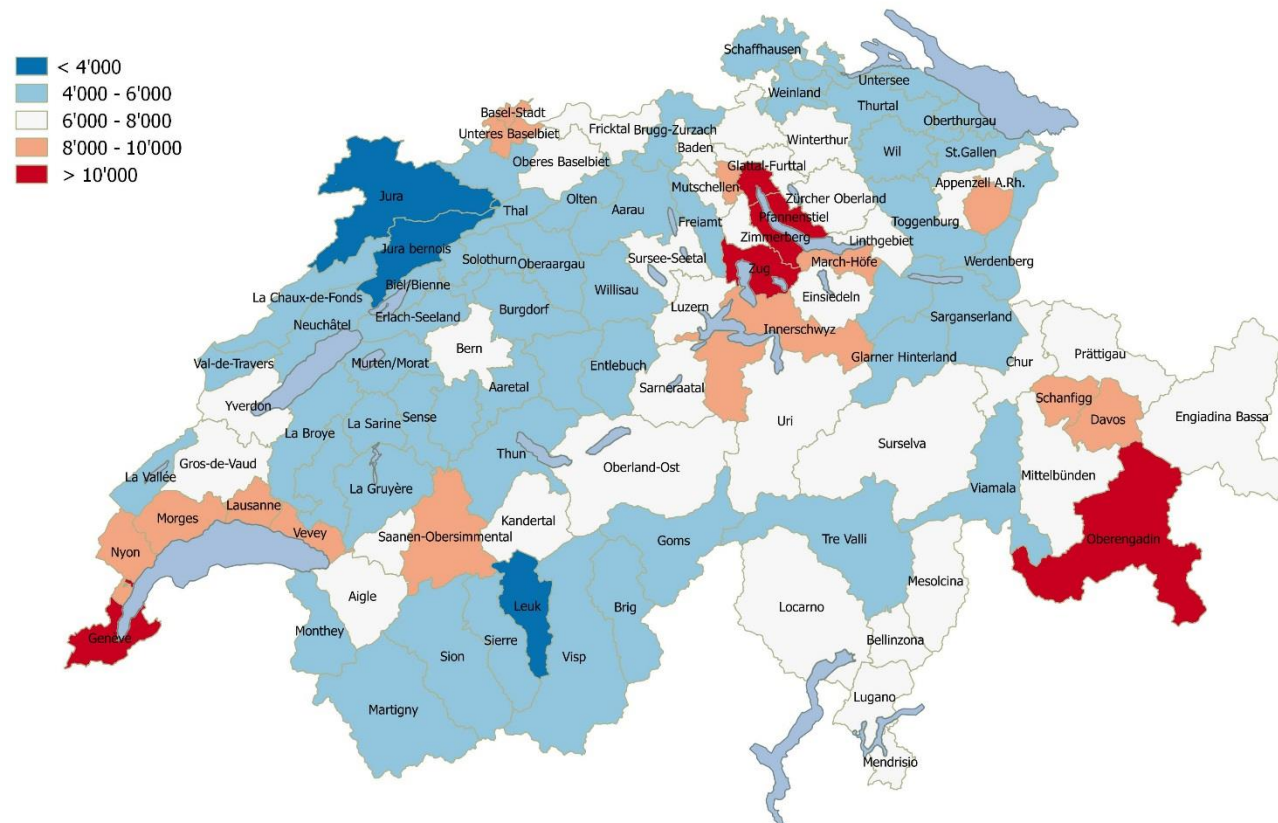 < 4'000
4'000 - 6'000
6'000 - 8'000
8'000 - 10'000
> 10'000
Schaffhausen
Untersee
Weinland
Thurtal
Basel-Stadt
Unteres Baselbiet
Fricktal
Brugg-Zurzach
Oberthurgau
Winterthur
Baden
Wil
St.Gallen
Oberes Baselbiet
Glattal-Furttal
Mutschellen
Appenzell A.Rh.
Jura
Olten
Zürcher Oberland
Thal
Aarau
Freiamt
Pfannenstiel
Toggenburg
Zimmerberg
Linthgebiet
Jura bernois
Solothurn
Oberaargau
Sursee-Seetal
March-Höfe
Werdenberg
Zug
Biel/Bienne
Willisau
Einsiedeln
La Chaux-de-Fonds
Burgdorf
Luzern
Erlach-Seeland
Sarganserland
Neuchâtel
Innerschwyz
Bern
Glarner Hinterland
Val-de-Travers
Murten/Morat
Entlebuch
Chur
Prättigau
Aaretal
Sarneraatal
Schanfigg
Yverdon
Sense
La Sarine
Uri
Davos
Engiadina Bassa
La Broye
Surselva
Thun
Gros-de-Vaud
Oberland-Ost
La Vallée
Mittelbünden
La Gruyère
Viamala
Lausanne
Morges
Kandertal
Vevey
Saanen-Obersimmental
Goms
Tre Valli
Oberengadin
Nyon
Mesolcina
Aigle
Leuk
Brig
Locarno
Monthey
Genève
Sierre
Bellinzona
Sion
Visp
Lugano
Martigny
Mendrisio